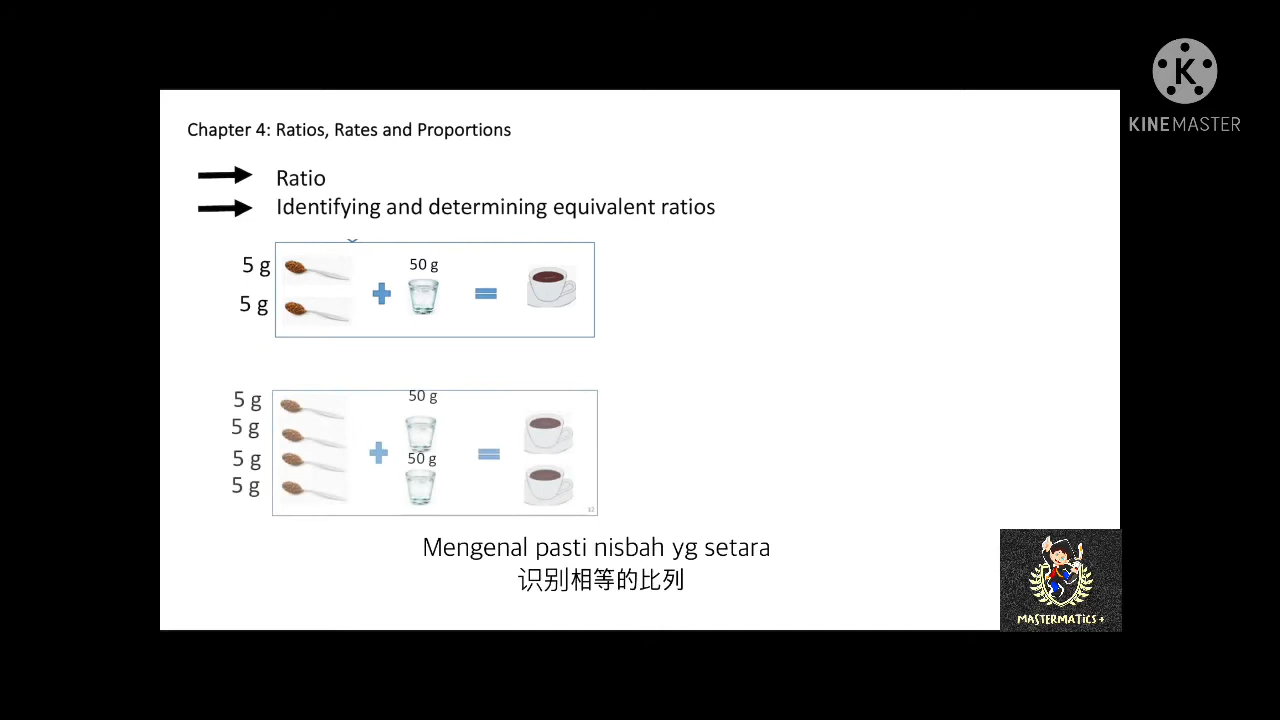 KINEMASTER
Chapter 4: Ratios, Rates and Proportions
Ratio
Identifying and determining equivalent ratios
5 g
50 g
5 g
5 g
50 g
5 g
5 g
50 g
5 g
Mengenal pasti nisbah yg setara
识别相等的比列
MASTERMATICS +